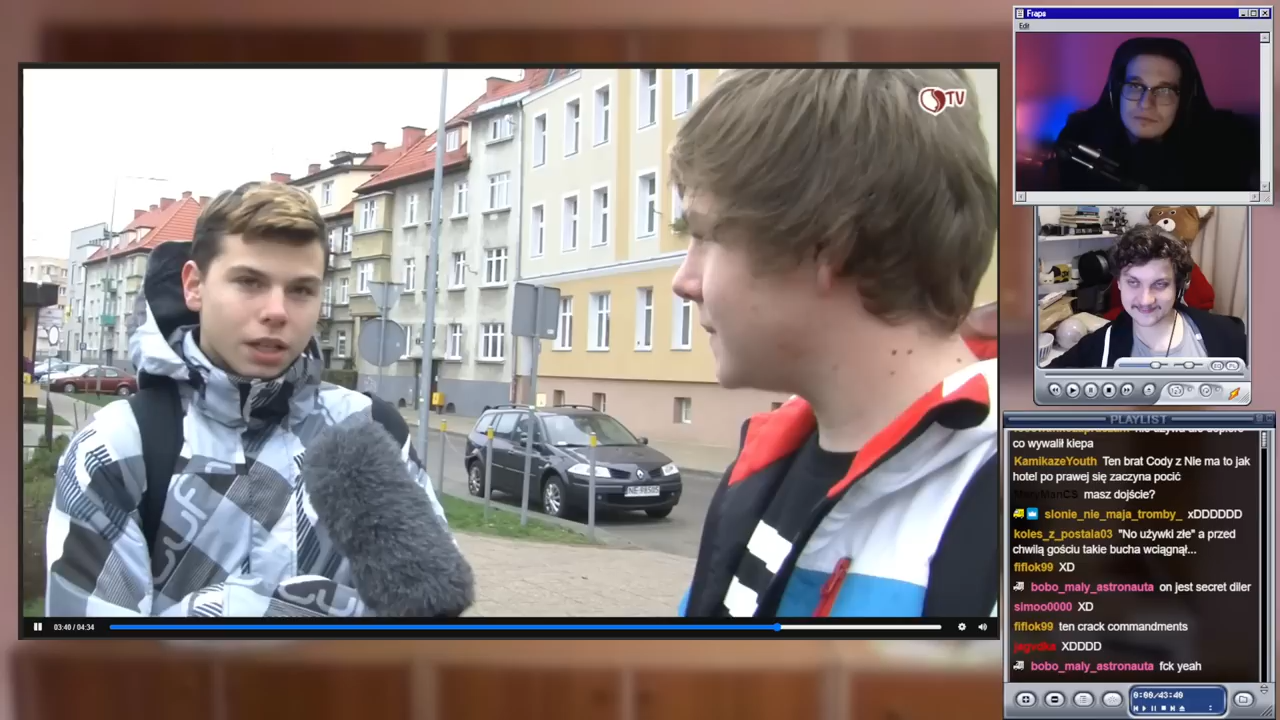 TV
NE 98505
03:40 / 04:34
Fraps
Edit
PLAYLIST
co wywalił kiepa
KamikazeYouth Ten brat Cody z Nie ma to jak
hotel po prawej się zaczyna pocić
masz dojście?
slonie_nie_maja_tromby_ xDDDDDD
koles_z_postala03 "No używki złe" a przed
chwilą gościu takie bucha wciągnął...
fiflok99 XD
bobo_maly_astronauta on jest secret diler
simoo0000 XD
fiflok99 ten crack commandments
XDDDD
bobo_maly_astronauta fck yeah
0:00/43:40